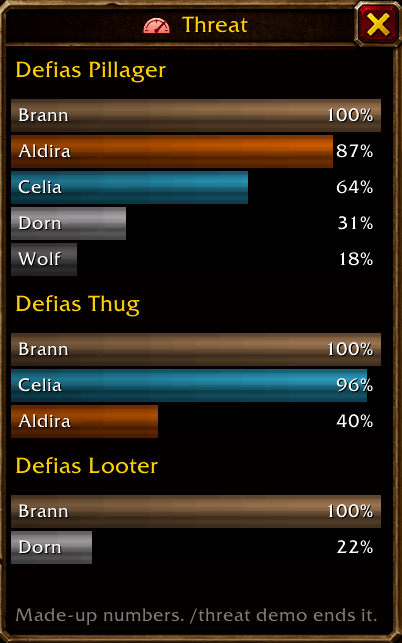 Threat
Defias Pillager
Brann 100%
Aldira 87%
Celia 64%
Dorn 31%
Wolf 18%
Defias Thug
Brann 100%
Celia 96%
Aldira 40%
Defias Looter
Brann 100%
Dorn 22%
Made-up numbers. /threat demo ends it.